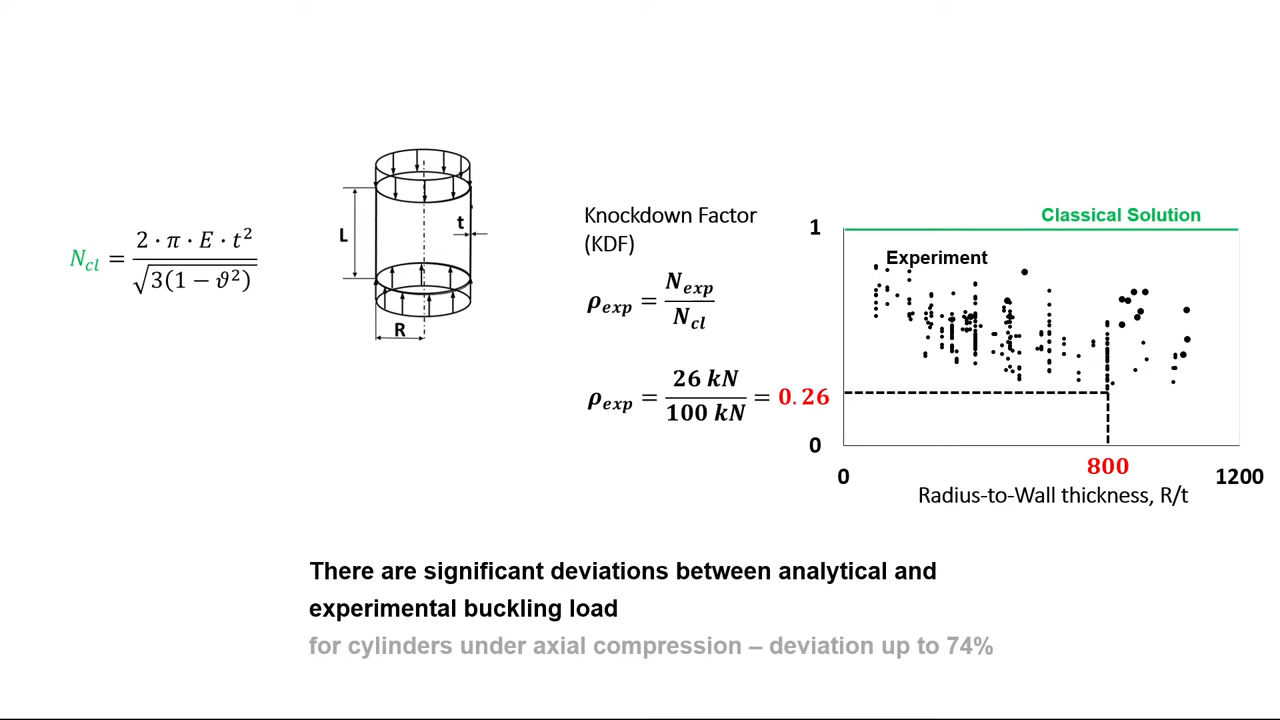 N_cl = 2 · π · E · t² / √3(1 − ϑ²)
L
t
R
Knockdown Factor
(KDF)
ρ_exp = N_exp / N_cl
ρ_exp = 26 kN / 100 kN = 0.26
Classical Solution
1
Experiment
0
800
0
1200
Radius-to-Wall thickness, R/t
There are significant deviations between analytical and
experimental buckling load
for cylinders under axial compression – deviation up to 74%